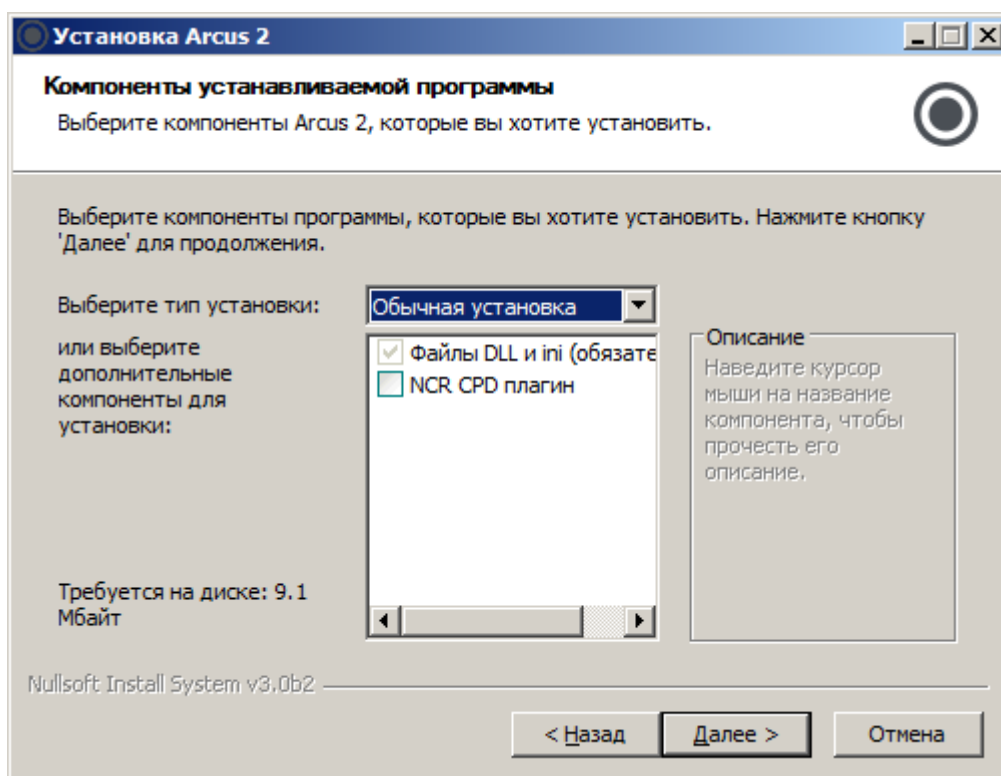 Установка Arcus 2
Компоненты устанавливаемой программы
Выберите компоненты Arcus 2, которые вы хотите установить.
Выберите компоненты программы, которые вы хотите установить. Нажмите кнопку
'Далее' для продолжения.
Выберите тип установки:
Обычная установка
или выберите
дополнительные
компоненты для
установки:
Файлы DLL и ini (обязате
NCR CPD плагин
Описание
Наведите курсор
мыши на название
компонента, чтобы
прочесть его
описание.
Требуется на диске: 9.1
Мбайт
Nullsoft Install System v3.0b2
< Назад
Далее >
Отмена